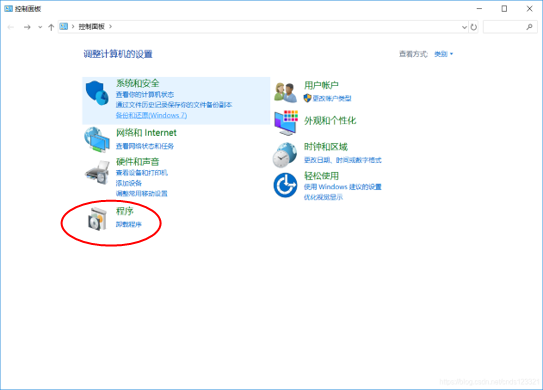 控制面板
控制面板
调整计算机的设置
查看方式: 类别
系统和安全
查看你的计算机状态
通过文件历史记录保存你的文件备份副本
备份和还原(Windows 7)
网络和 Internet
查看网络状态和任务
硬件和声音
查看设备和打印机
添加设备
调整常用移动设置
程序
卸载程序
用户帐户
更改帐户类型
外观和个性化
时钟和区域
更改日期、时间或数字格式
轻松使用
使用 Windows 建议的设置
优化视觉显示